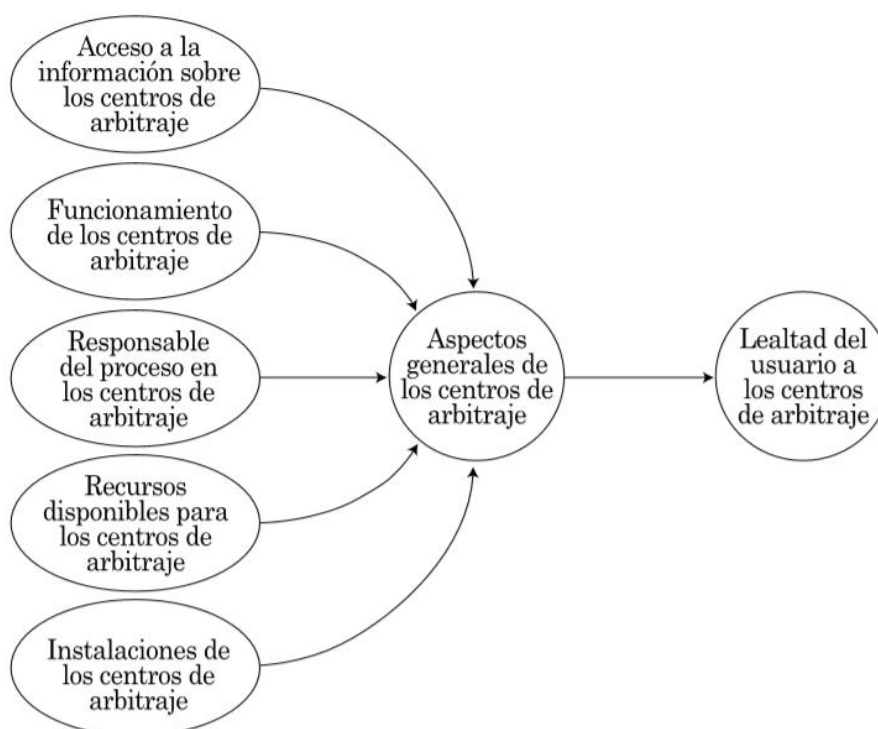 Acceso a la
información sobre
los centros de
arbitraje
Funcionamiento
de los centros de
arbitraje
Responsable
del proceso en
los centros de
arbitraje
Recursos
disponibles para
los centros de
arbitraje
Instalaciones de
los centros de
arbitraje
Aspectos
generales de
los centros de
arbitraje
Lealtad del
usuario a
los centros
de arbitraje